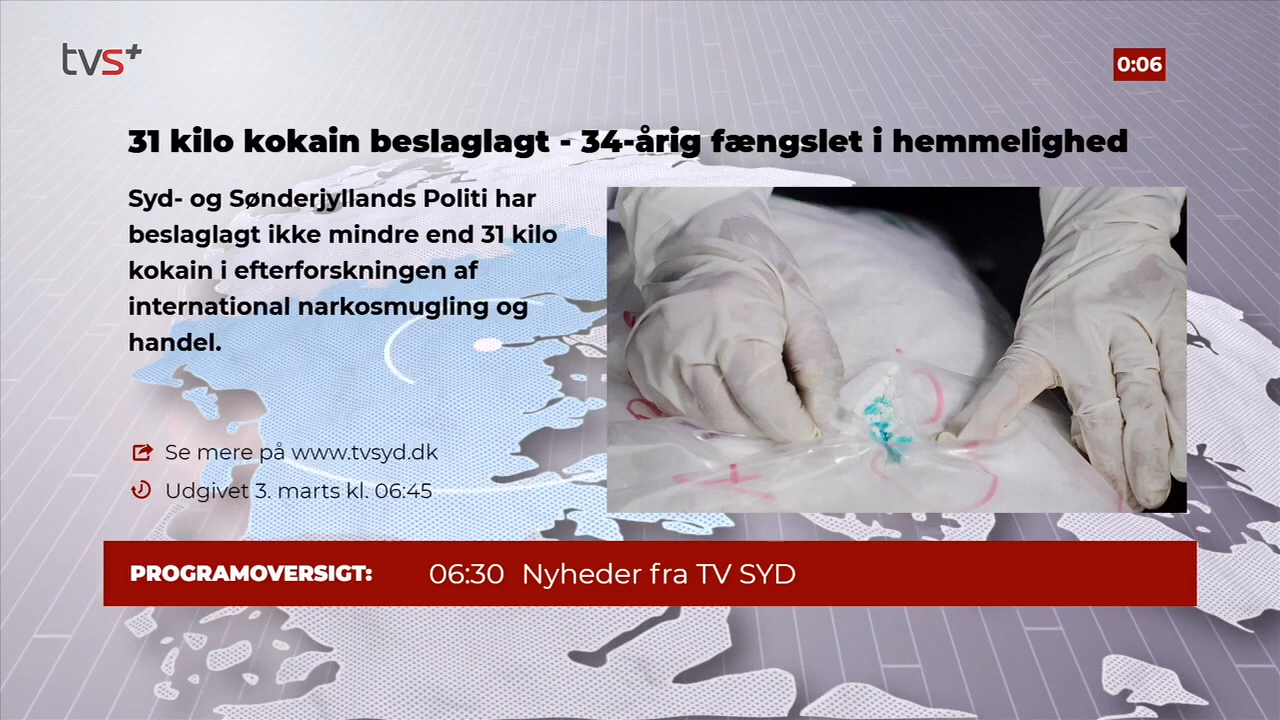 tvs+
0:06
31 kilo kokain beslaglagt - 34-årig fængslet i hemmelighed
Syd- og Sønderjyllands Politi har
beslaglagt ikke mindre end 31 kilo
kokain i efterforskningen af
international narkosmugling og
handel.
Se mere på www.tvsyd.dk
Udgivet 3. marts kl. 06:45
PROGRAMOVERSIGT: 06:30 Nyheder fra TV SYD